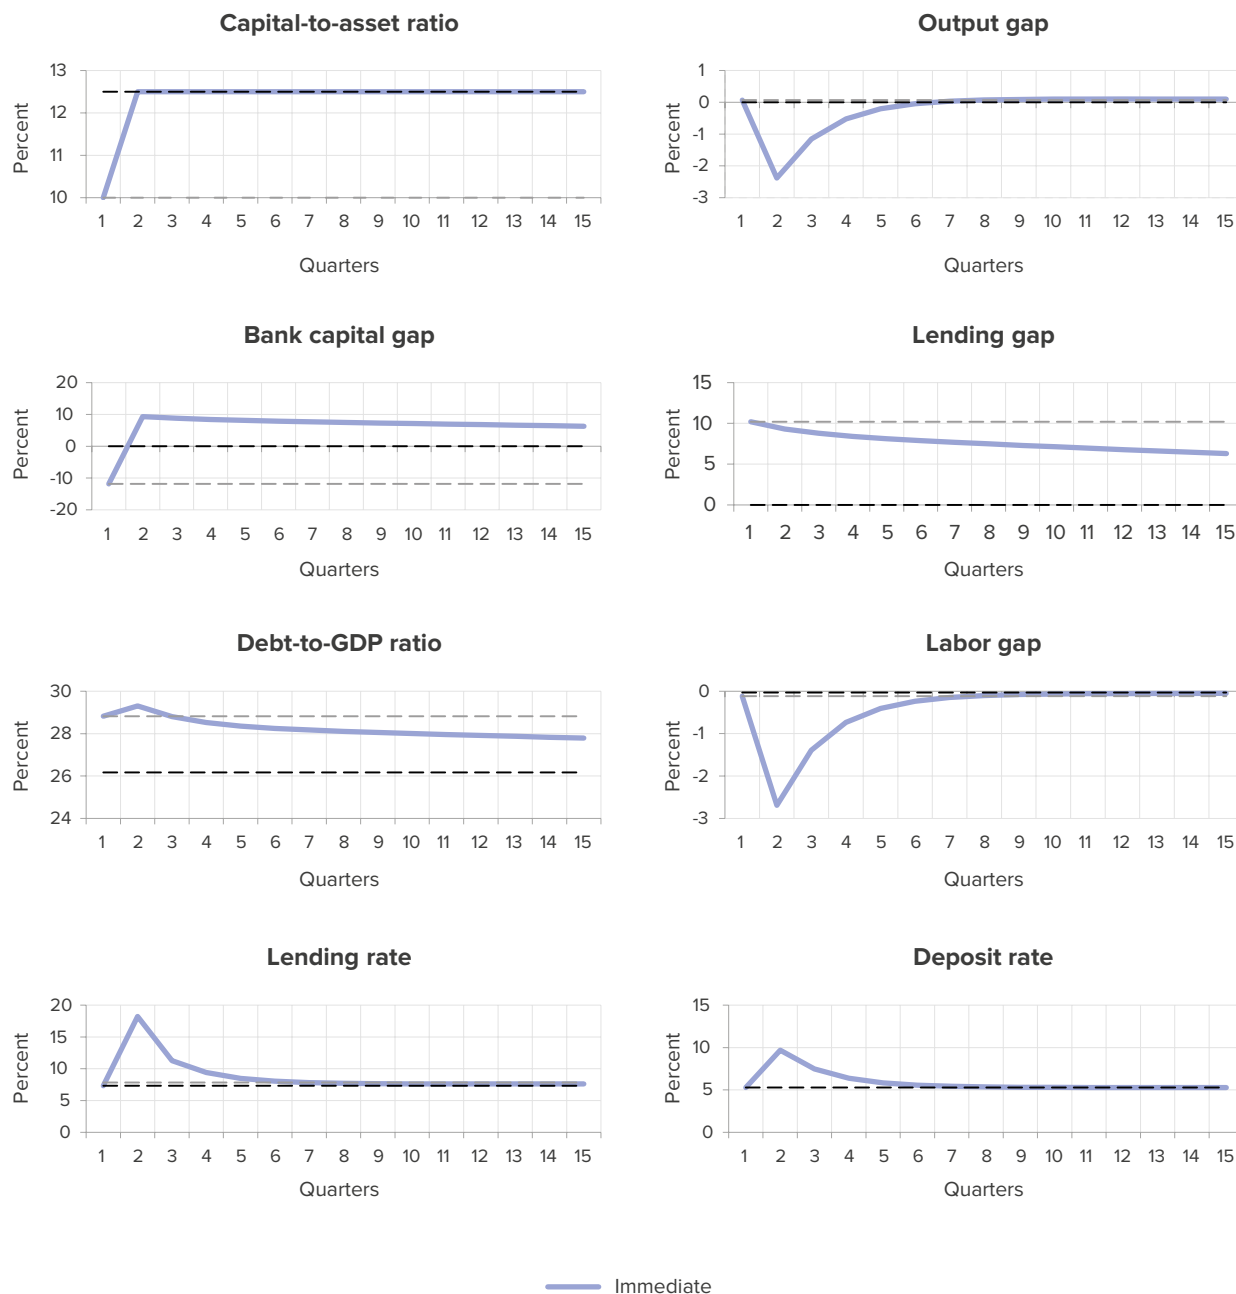 Capital-to-asset ratio
Percent
13
12
11
10
1 2 3 4 5 6 7 8 9 10 11 12 13 14 15
Quarters
Output gap
Percent
1
0
-1
-2
-3
1 2 3 4 5 6 7 8 9 10 11 12 13 14 15
Quarters
Bank capital gap
Percent
20
10
0
-10
-20
1 2 3 4 5 6 7 8 9 10 11 12 13 14 15
Quarters
Lending gap
Percent
15
10
5
0
1 2 3 4 5 6 7 8 9 10 11 12 13 14 15
Quarters
Debt-to-GDP ratio
Percent
30
28
26
24
1 2 3 4 5 6 7 8 9 10 11 12 13 14 15
Quarters
Labor gap
Percent
0
-1
-2
-3
1 2 3 4 5 6 7 8 9 10 11 12 13 14 15
Quarters
Lending rate
Percent
20
15
10
5
0
1 2 3 4 5 6 7 8 9 10 11 12 13 14 15
Quarters
Deposit rate
Percent
15
10
5
0
1 2 3 4 5 6 7 8 9 10 11 12 13 14 15
Quarters
Immediate